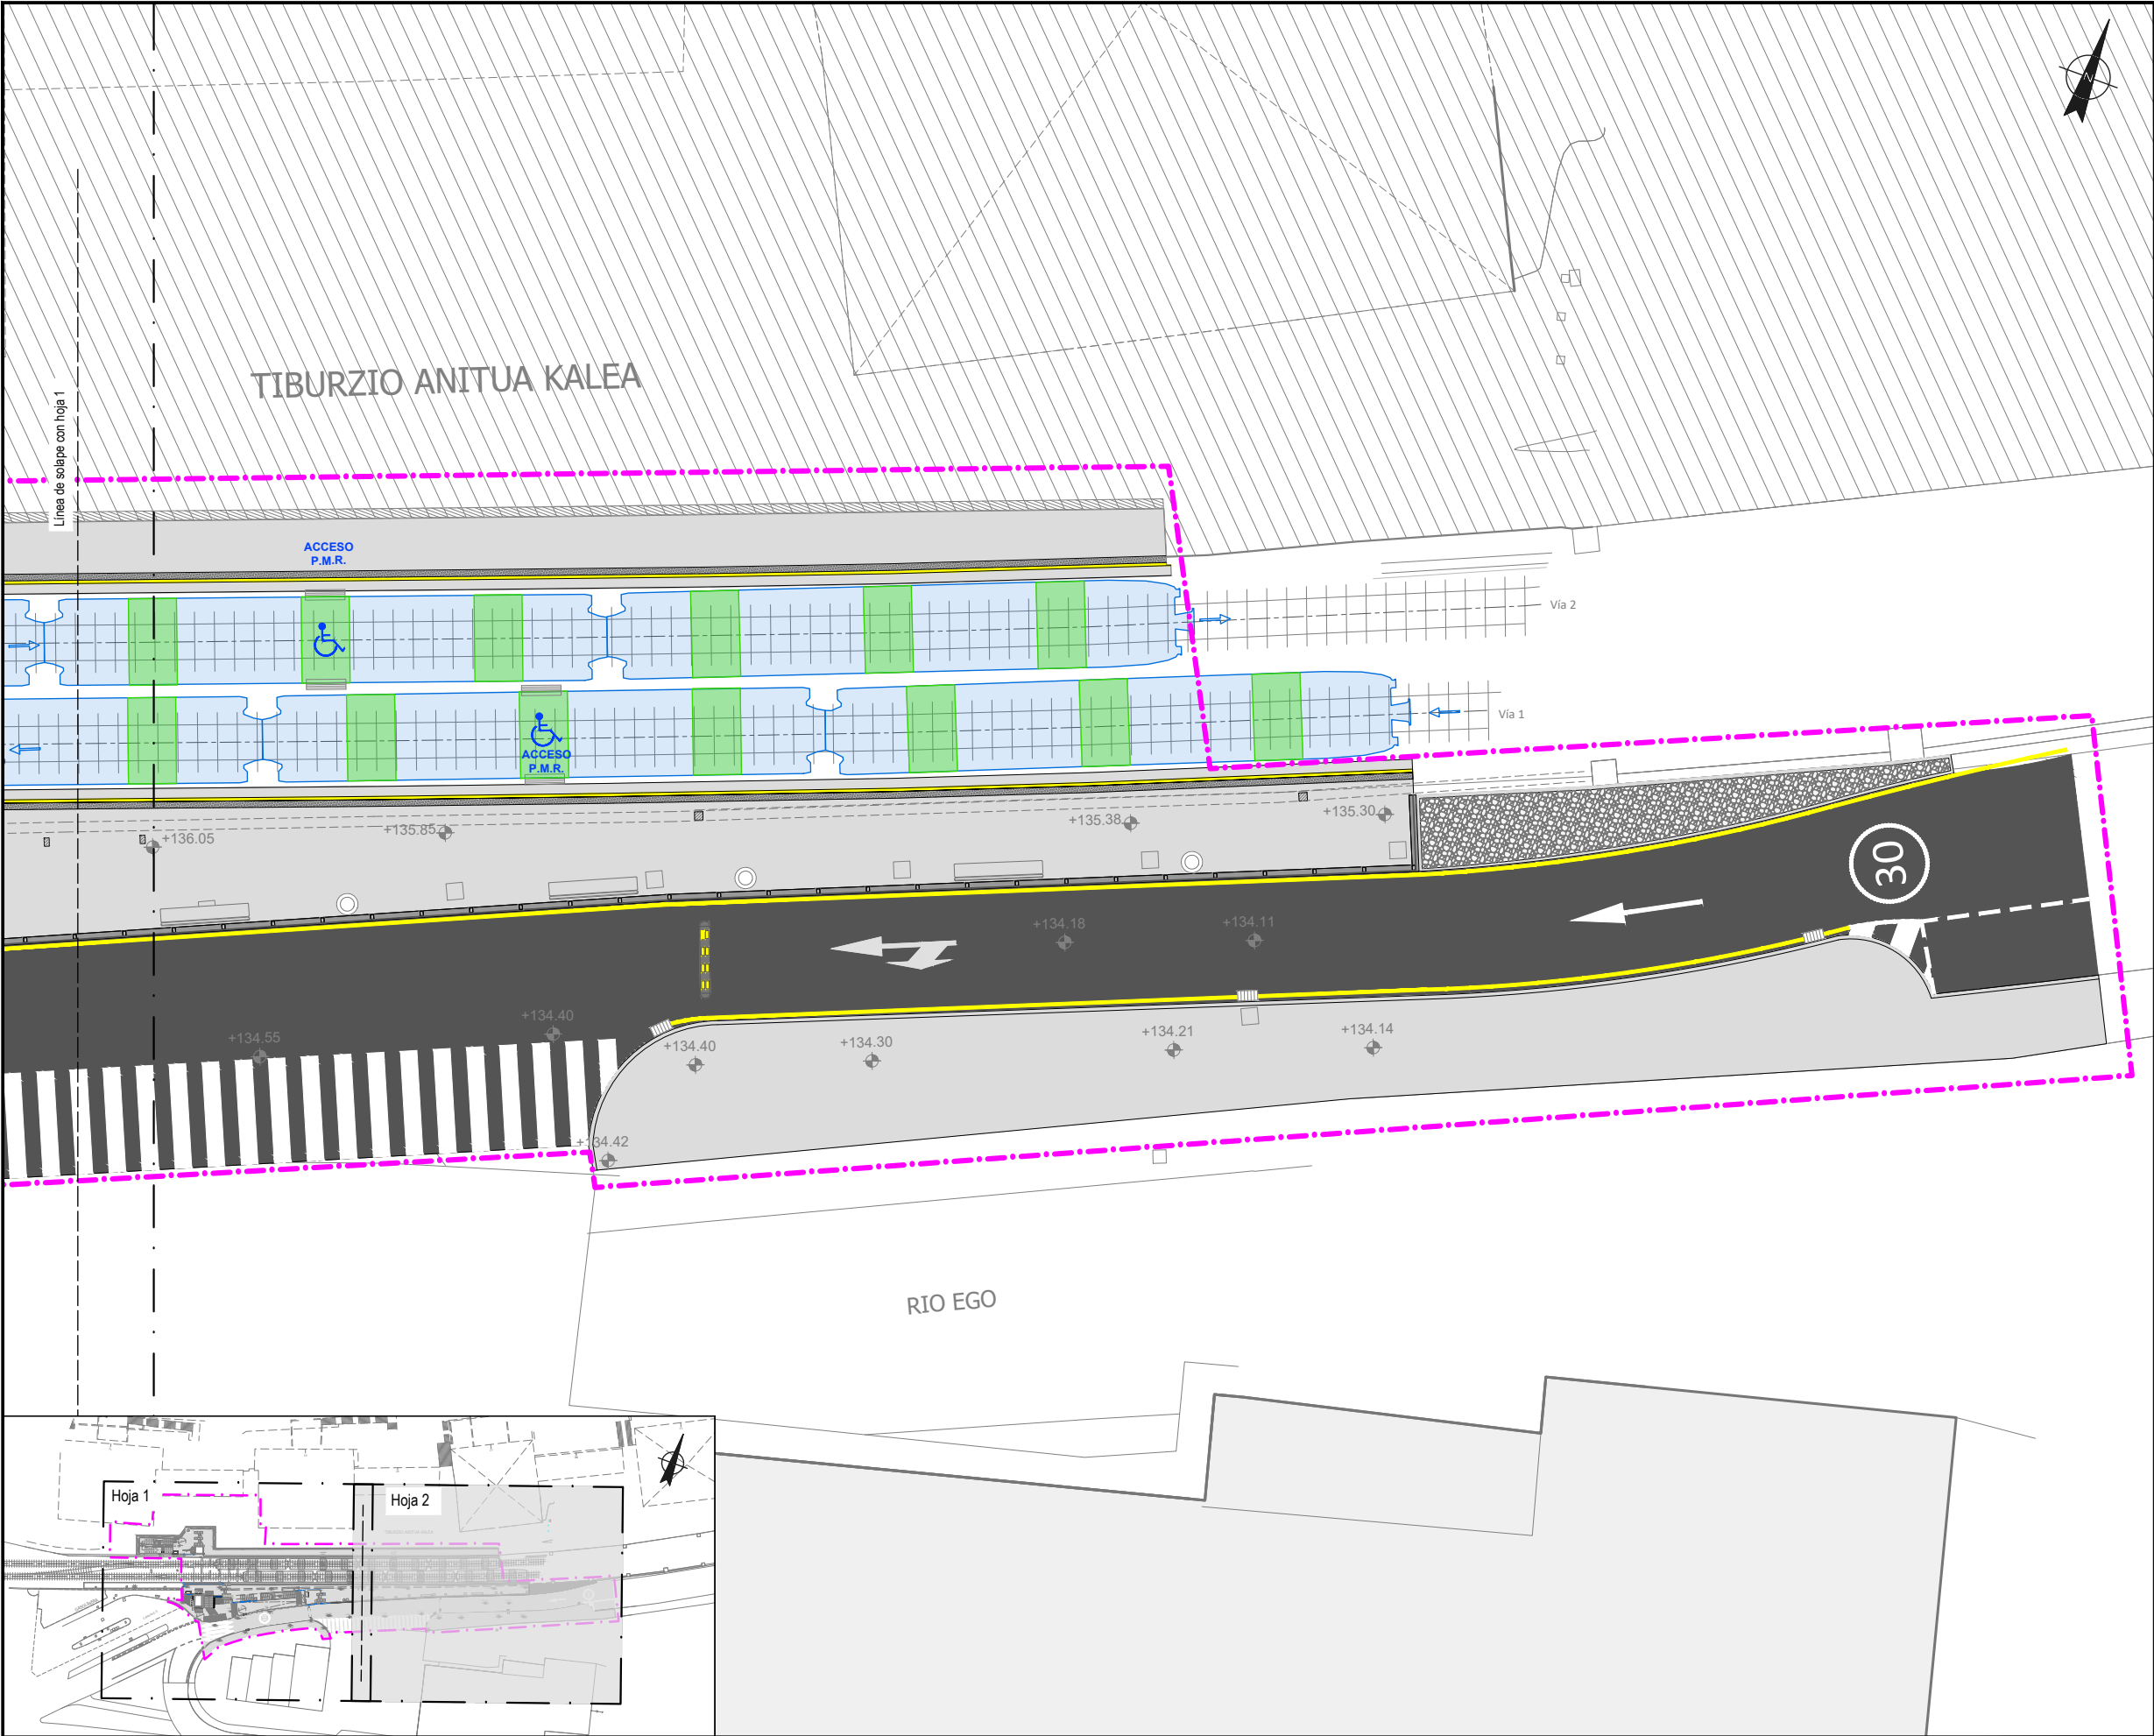 N
TIBURZIO ANITUA KALEA
Línea de solape con hoja 1
ACCESO
P.M.R.
Vía 2
Vía 1
ACCESO
P.M.R.
+136.05
+135.85
+135.38
+135.30
30
+134.18
+134.11
+134.55
+134.40
+134.40
+134.30
+134.21
+134.14
+134.42
RIO EGO
Hoja 1
Hoja 2